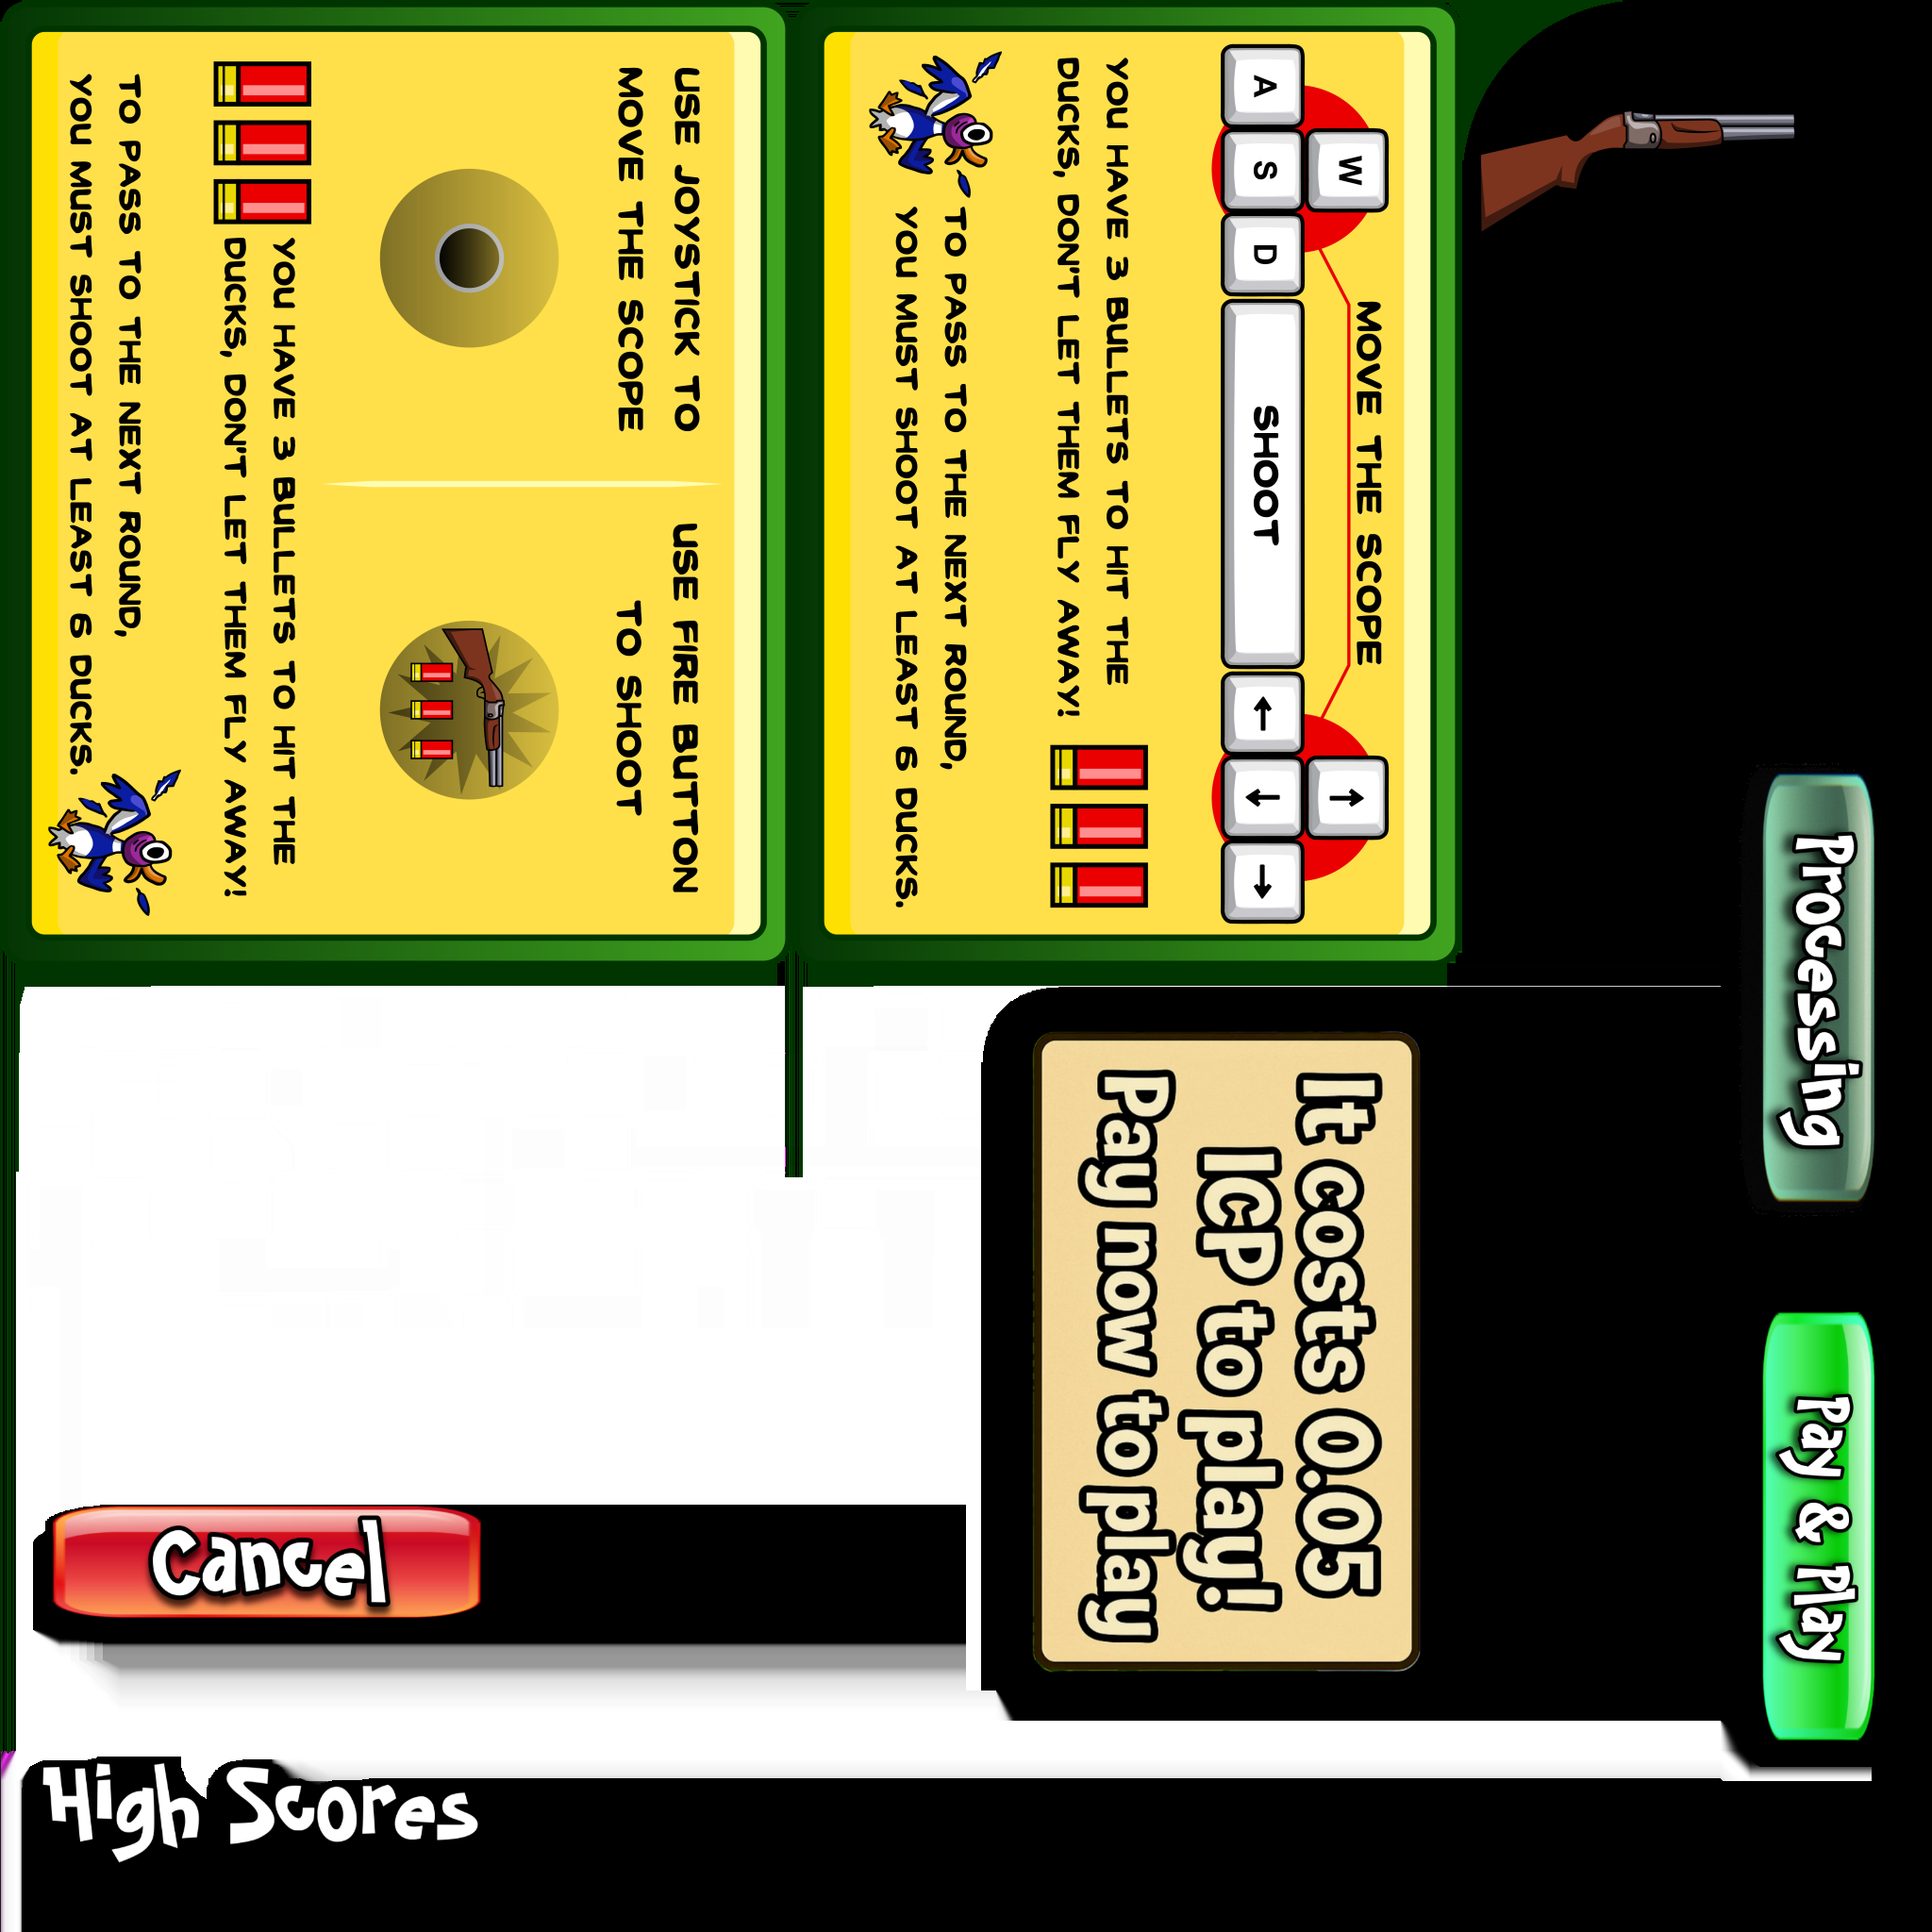 USE JOYSTICK TO
MOVE THE SCOPE
USE FIRE BUTTON
TO SHOOT
YOU HAVE 3 BULLETS TO HIT THE
DUCKS, DON'T LET THEM FLY AWAY!
TO PASS TO THE NEXT ROUND,
YOU MUST SHOOT AT LEAST 6 DUCKS.
MOVE THE SCOPE
W
A
S
D
SHOOT
↑
←
↓
→
YOU HAVE 3 BULLETS TO HIT THE
DUCKS, DON'T LET THEM FLY AWAY!
TO PASS TO THE NEXT ROUND,
YOU MUST SHOOT AT LEAST 6 DUCKS.
Processing
It costs 0.05
ICP to play!
Pay now to play
Pay & Play
Cancel
High Scores